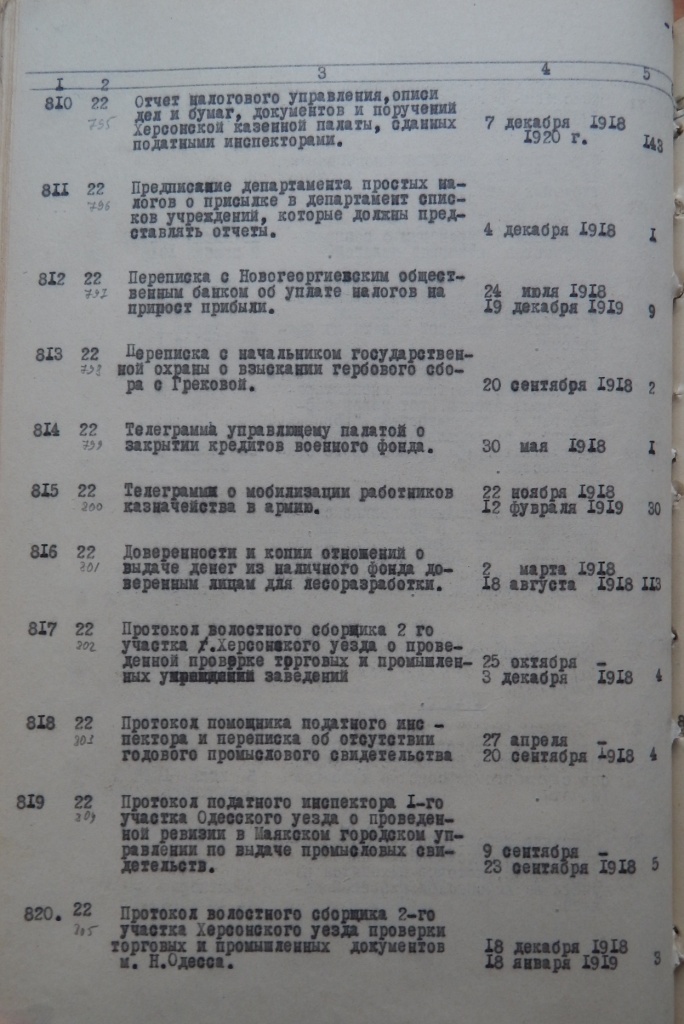 1 2 3 4 5
810 22 Отчет налогового управления, описи
795 дел и бумаг, документов и поручений
Херсонской казенной палаты, сданных 7 декабря 1918
податными инспекторами. 1920 г. 143
811 22 Предписание департамента простых на-
796 логов о присылке в департамент спис-
ков учреждений, которые должны пред-
ставлять отчеты. 4 декабря 1918 1
812 22 Переписка с Новогеоргиевским общест-
797 венным банком об уплате налогов на 24 июля 1918
прирост прибыли. 19 декабря 1919 9
813 22 Переписка с начальником государствен-
798 ной охраны о взыскании гербового сбо-
ра с Грековой. 20 сентября 1918 2
814 22 Телеграмма управлющему палатой о
799 закрытии кредитов военного фонда. 30 мая 1918 1
815 22 Телеграммы о мобилизации работников 22 ноября 1918
800 казначейства в армию. 12 фувраля 1919 30
816 22 Доверенности и копии отношений о
801 выдаче денег из наличного фонда до- 2 марта 1918
веренным лицам для лесоразработки. 18 августа 1918 113
817 22 Протокол волостного сборщика 2 го
802 участка Херсонского уезда о прове-
денной проверке торговых и промышлен- 25 октября -
ных заведений 3 декабря 1918 4
818 22 Протокол помощника податного инс -
803 пектора и переписка об отсутствии 27 апреля -
годового промыслового свидетельства 20 сентября 1918 4
819 22 Протокол податного инспектора 1-го
804 участка Одесского уезда о проведен-
ной ревизии в Маякском городском уп-
равлении по выдаче промысловых сви- 9 сентября -
детельств. 23 сентября 1918 5
820. 22 Протокол волостного сборщика 2-го
805 участка Херсонского уезда проверки
торговых и промышленных документов 18 декабря 1918
м. Н.Одесса. 18 января 1919 3